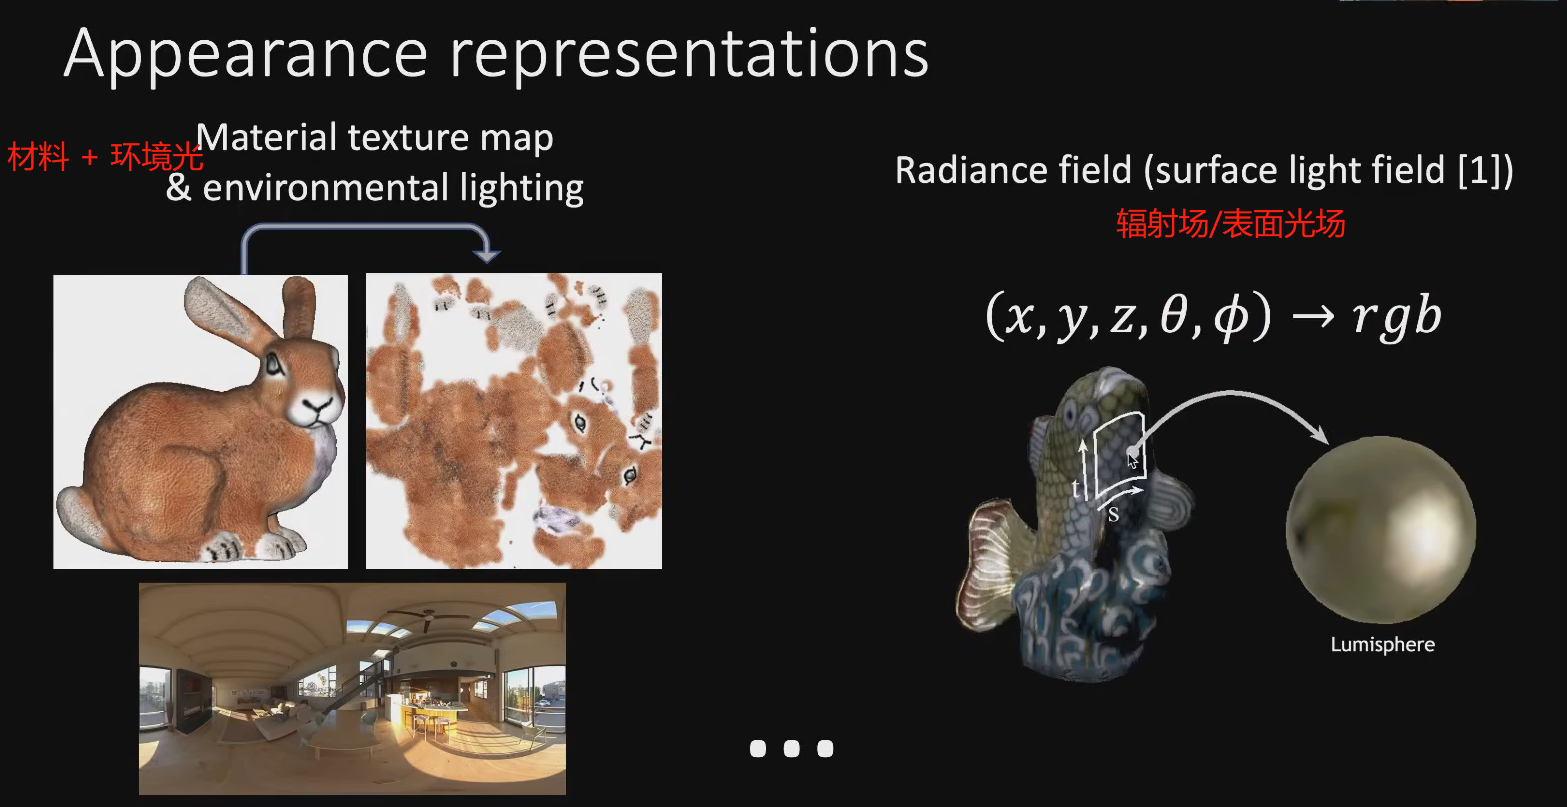 Appearance representations
Material texture map
& environmental lighting
材料 + 环境光
Radiance field (surface light field [1])
辐射场/表面光场
(x, y, z, θ, ϕ) → rgb
t
s
Lumisphere
...